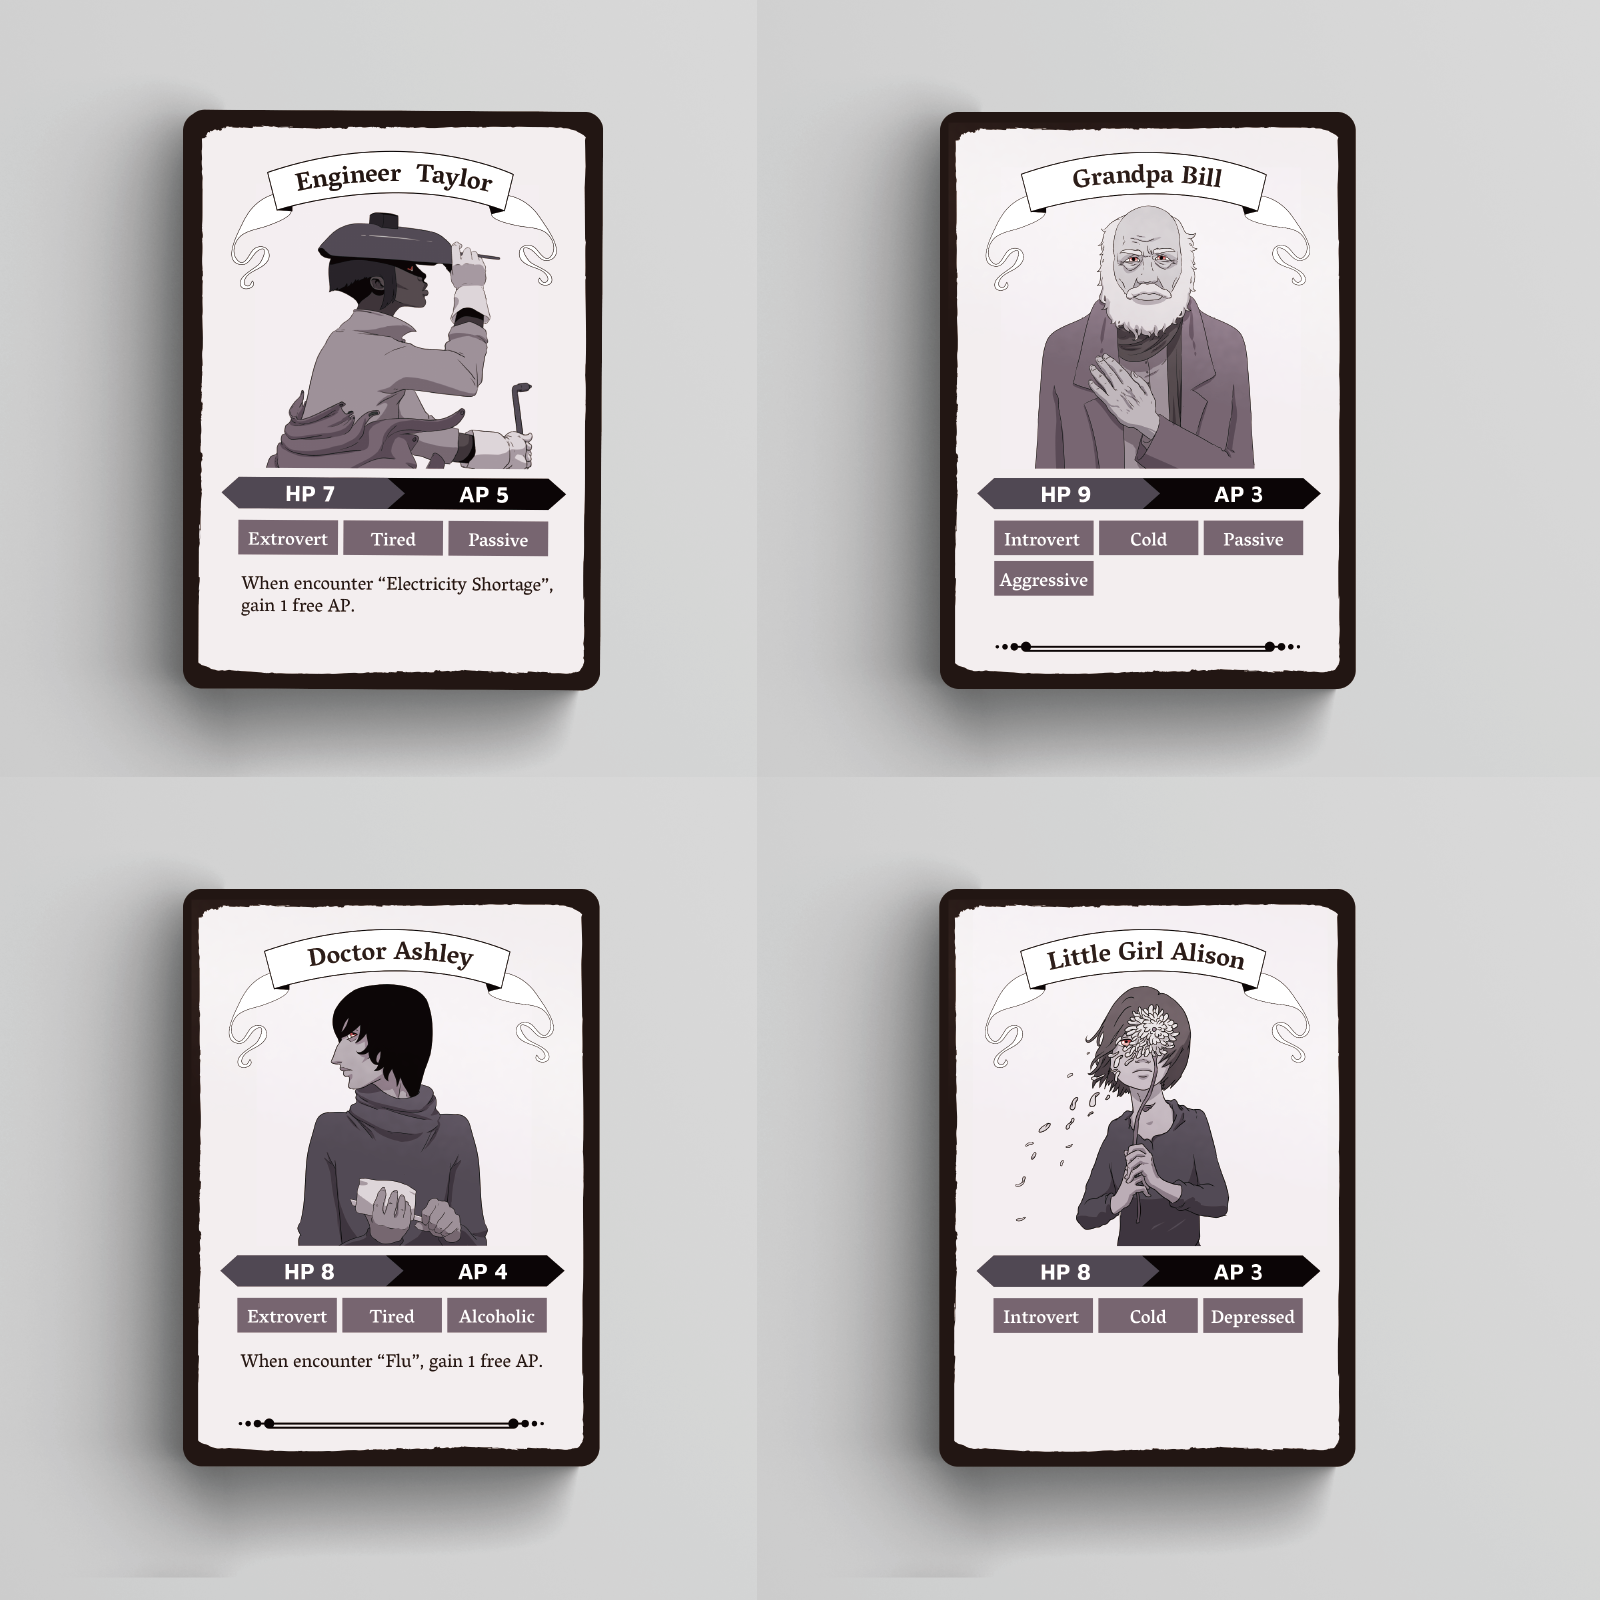 Engineer Taylor
HP 7 AP 5
Extrovert Tired Passive
When encounter “Electricity Shortage”,
gain 1 free AP.
Grandpa Bill
HP 9 AP 3
Introvert Cold Passive
Aggressive
Doctor Ashley
HP 8 AP 4
Extrovert Tired Alcoholic
When encounter “Flu”, gain 1 free AP.
Little Girl Alison
HP 8 AP 3
Introvert Cold Depressed